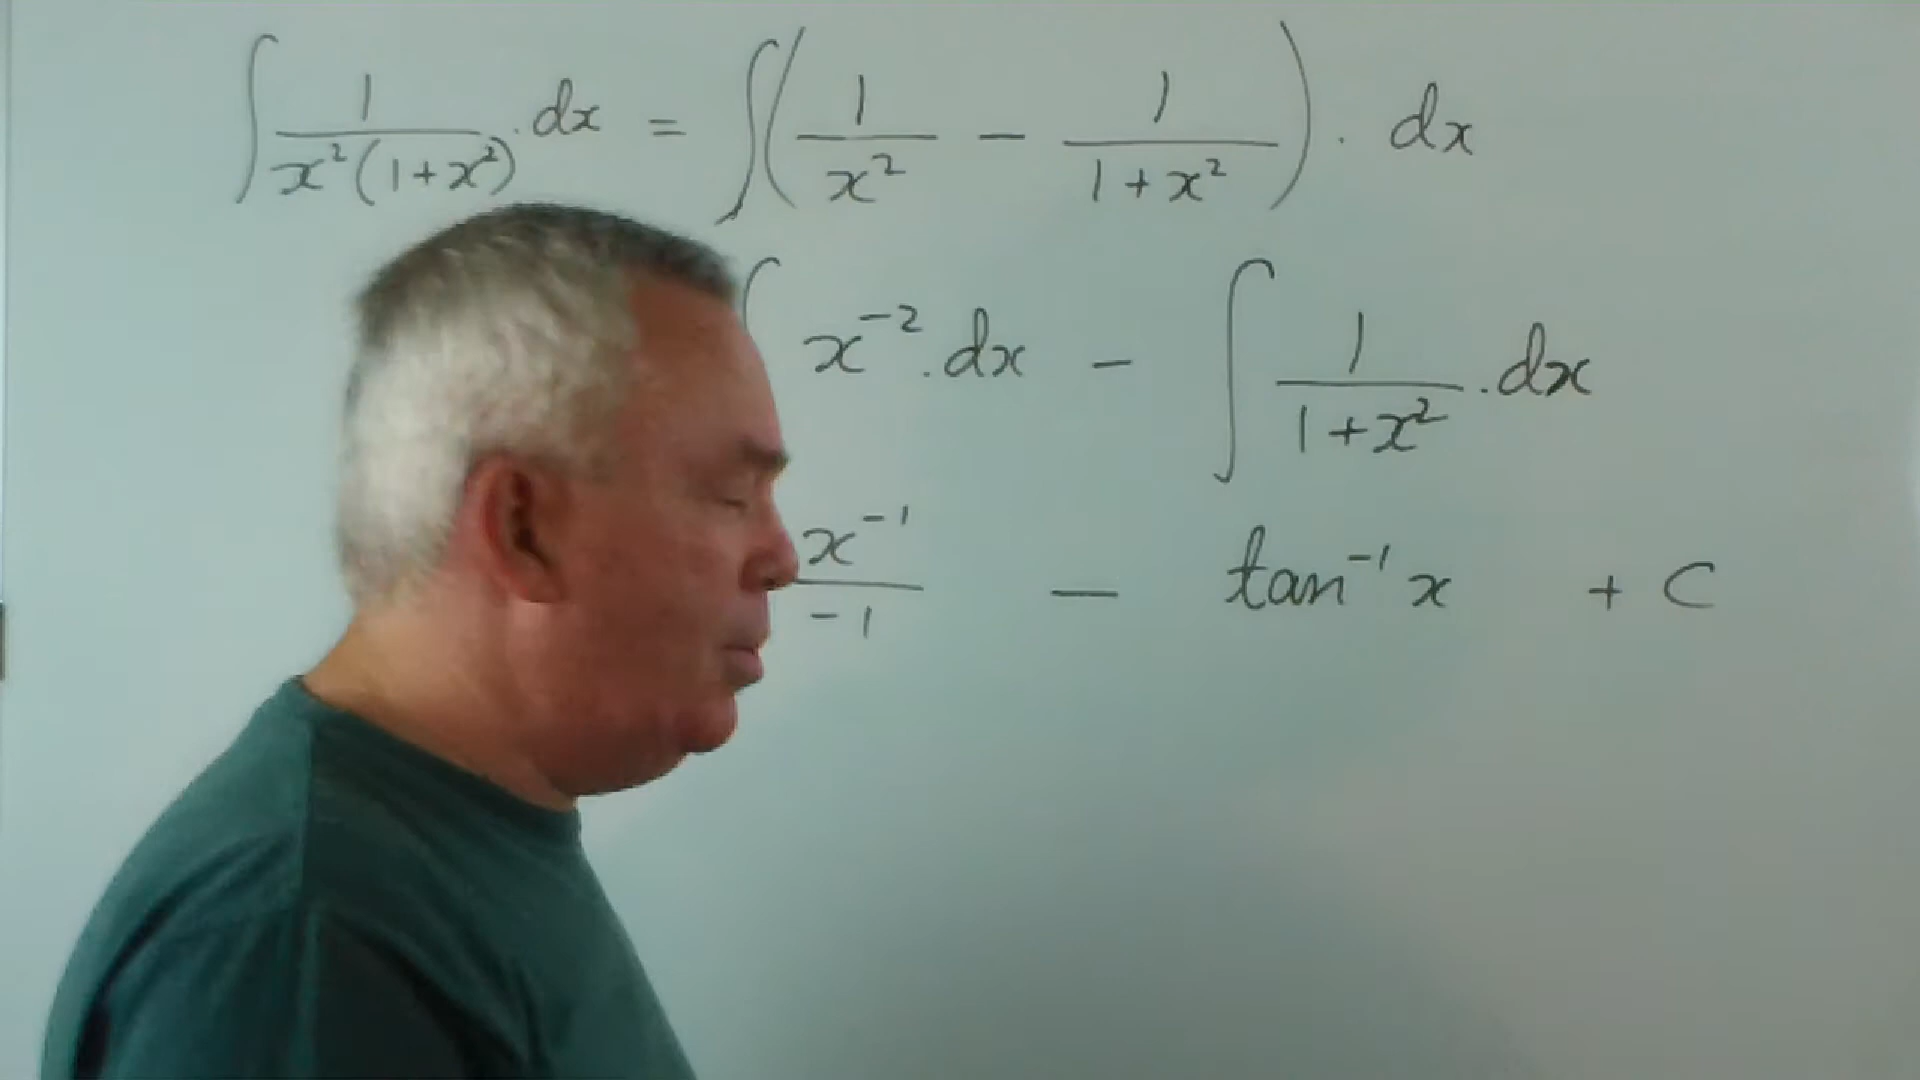 ∫ 1/(x²(1+x²)) . dx = ∫ (1/x² − 1/(1+x²)) . dx
∫ x⁻² . dx − ∫ 1/(1+x²) . dx
x⁻¹/−1 − tan⁻¹ x + C